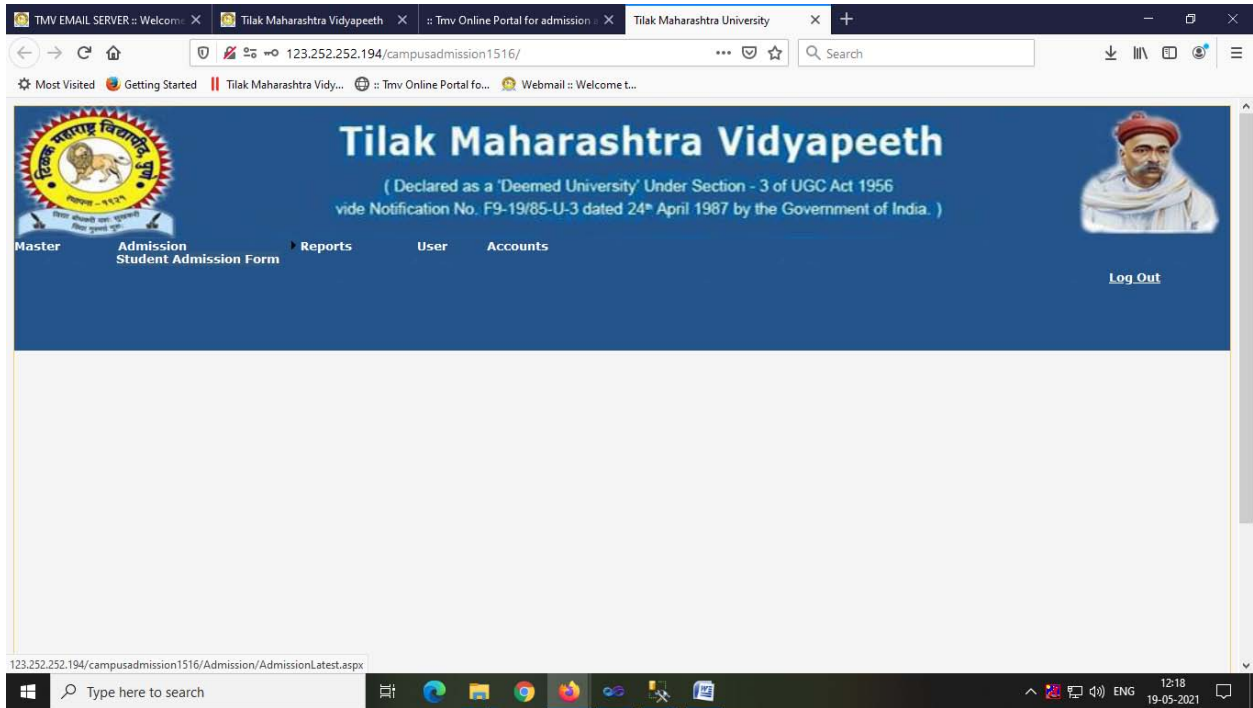 TMV EMAIL SERVER :: Welcome
Tilak Maharashtra Vidyapeeth
:: Tmv Online Portal for admission a
Tilak Maharashtra University
123.252.252.194/campusadmission1516/
Search
Most Visited
Getting Started
Tilak Maharashtra Vidy...
:: Tmv Online Portal fo...
Webmail :: Welcome t...
टिळक महाराष्ट्र विद्यापीठ, पुणे
Tilak Maharashtra Vidyapeeth
( Declared as a 'Deemed University' Under Section - 3 of UGC Act 1956
vide Notification No. F9-19/85-U-3 dated 24th April 1987 by the Government of India. )
Master Admission Reports User Accounts
Student Admission Form
Log Out
123.252.252.194/campusadmission1516/Admission/AdmissionLatest.aspx
Type here to search
ENG
12:18
19-05-2021